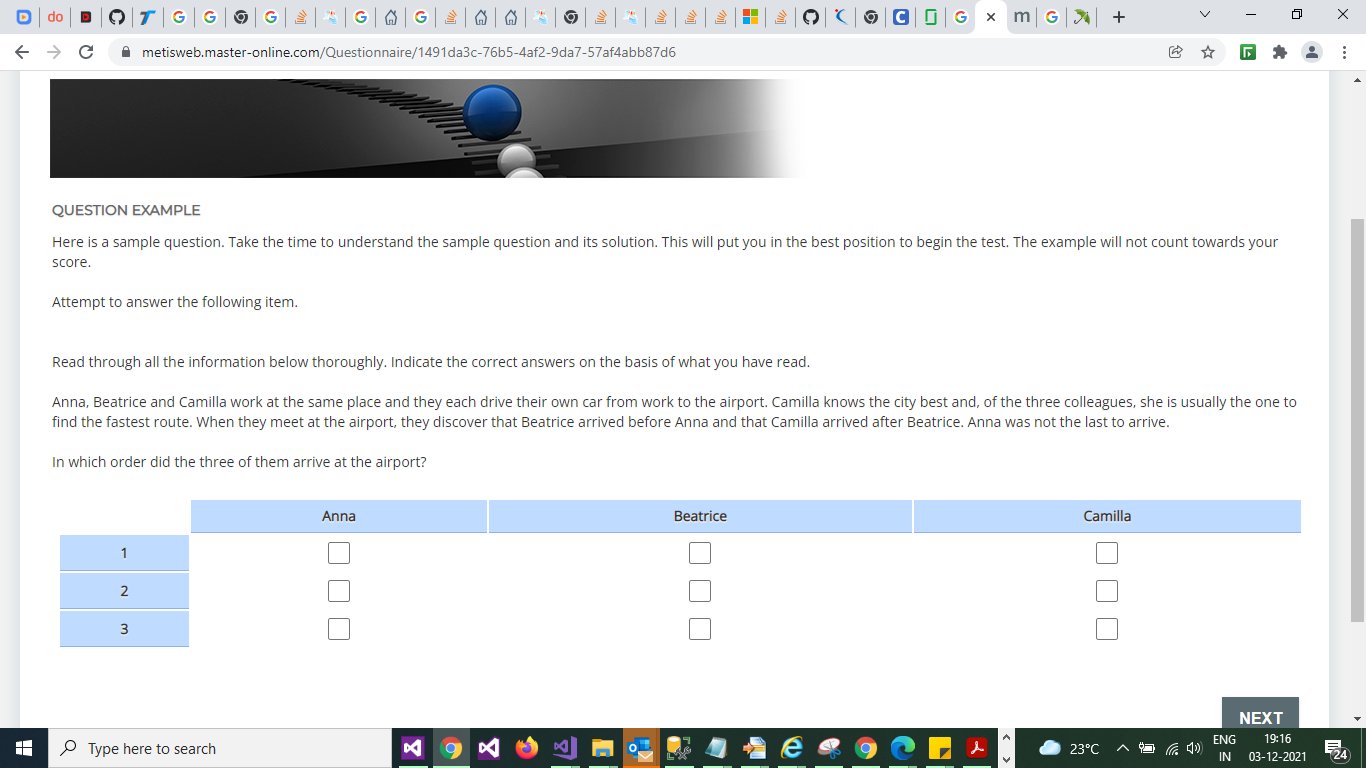 do
m
metisweb.master-online.com/Questionnaire/1491da3c-76b5-4af2-9da7-57af4abb87d6
QUESTION EXAMPLE
Here is a sample question. Take the time to understand the sample question and its solution. This will put you in the best position to begin the test. The example will not count towards your
score.
Attempt to answer the following item.
Read through all the information below thoroughly. Indicate the correct answers on the basis of what you have read.
Anna, Beatrice and Camilla work at the same place and they each drive their own car from work to the airport. Camilla knows the city best and, of the three colleagues, she is usually the one to
find the fastest route. When they meet at the airport, they discover that Beatrice arrived before Anna and that Camilla arrived after Beatrice. Anna was not the last to arrive.
In which order did the three of them arrive at the airport?
Anna Beatrice Camilla
1
2
3
NEXT
Type here to search
23°C
ENG
IN
19:16
03-12-2021
24